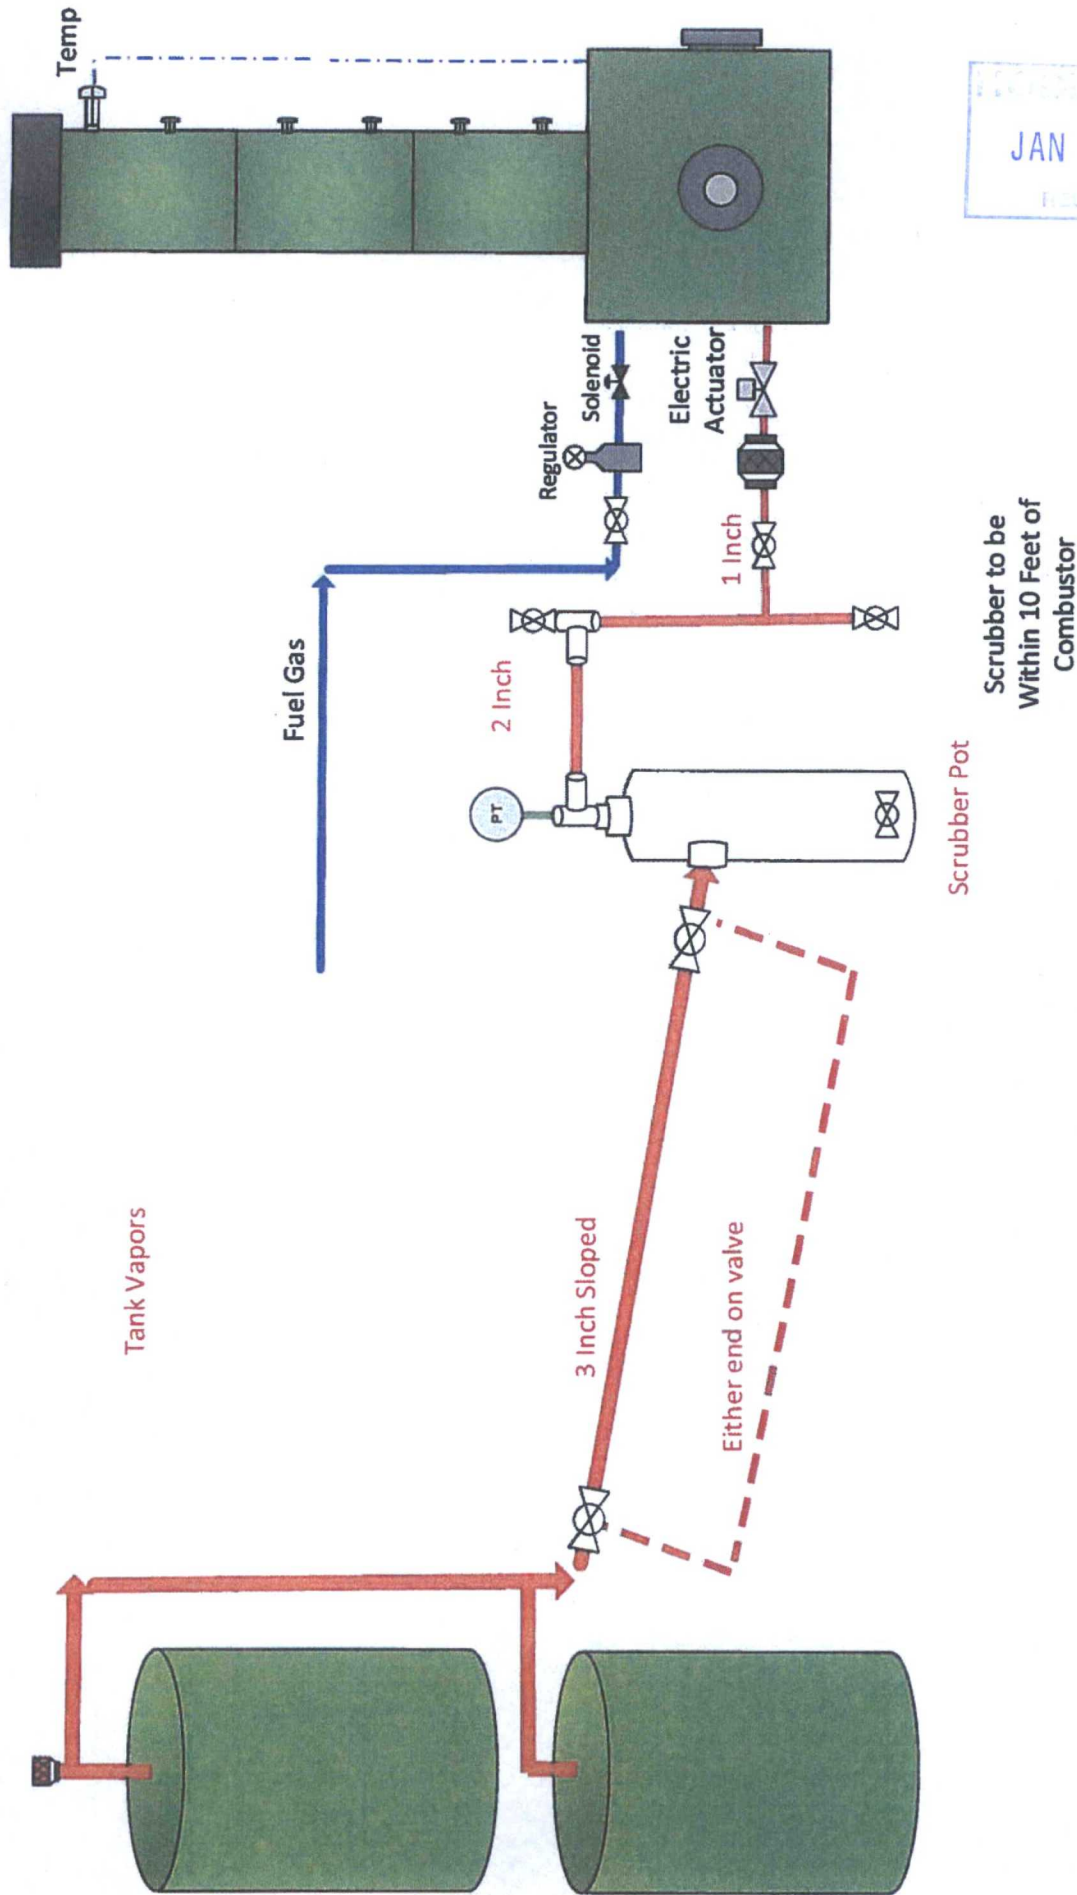 Temp
Fuel Gas
Regulator
Solenoid
Electric
Actuator
1 Inch
2 Inch
PT
Tank Vapors
3 Inch Sloped
Either end on valve
Scrubber Pot
Scrubber to be
Within 10 Feet of
Combustor
JAN